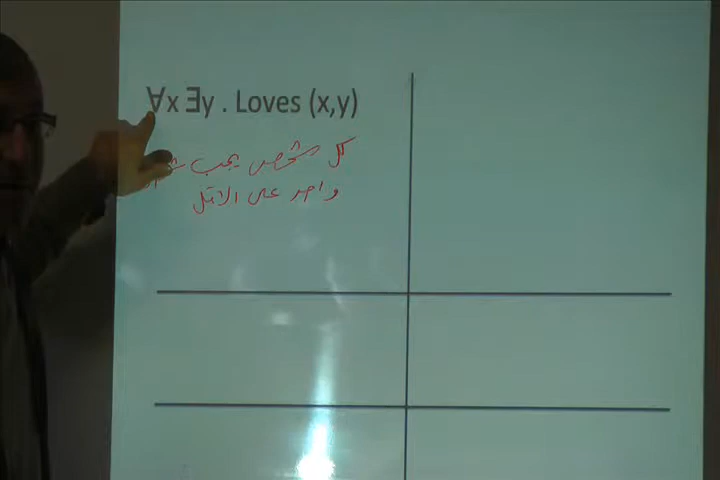 ∀x ∃y . Loves (x,y)
كل شخص يحب
واحد على الاقل